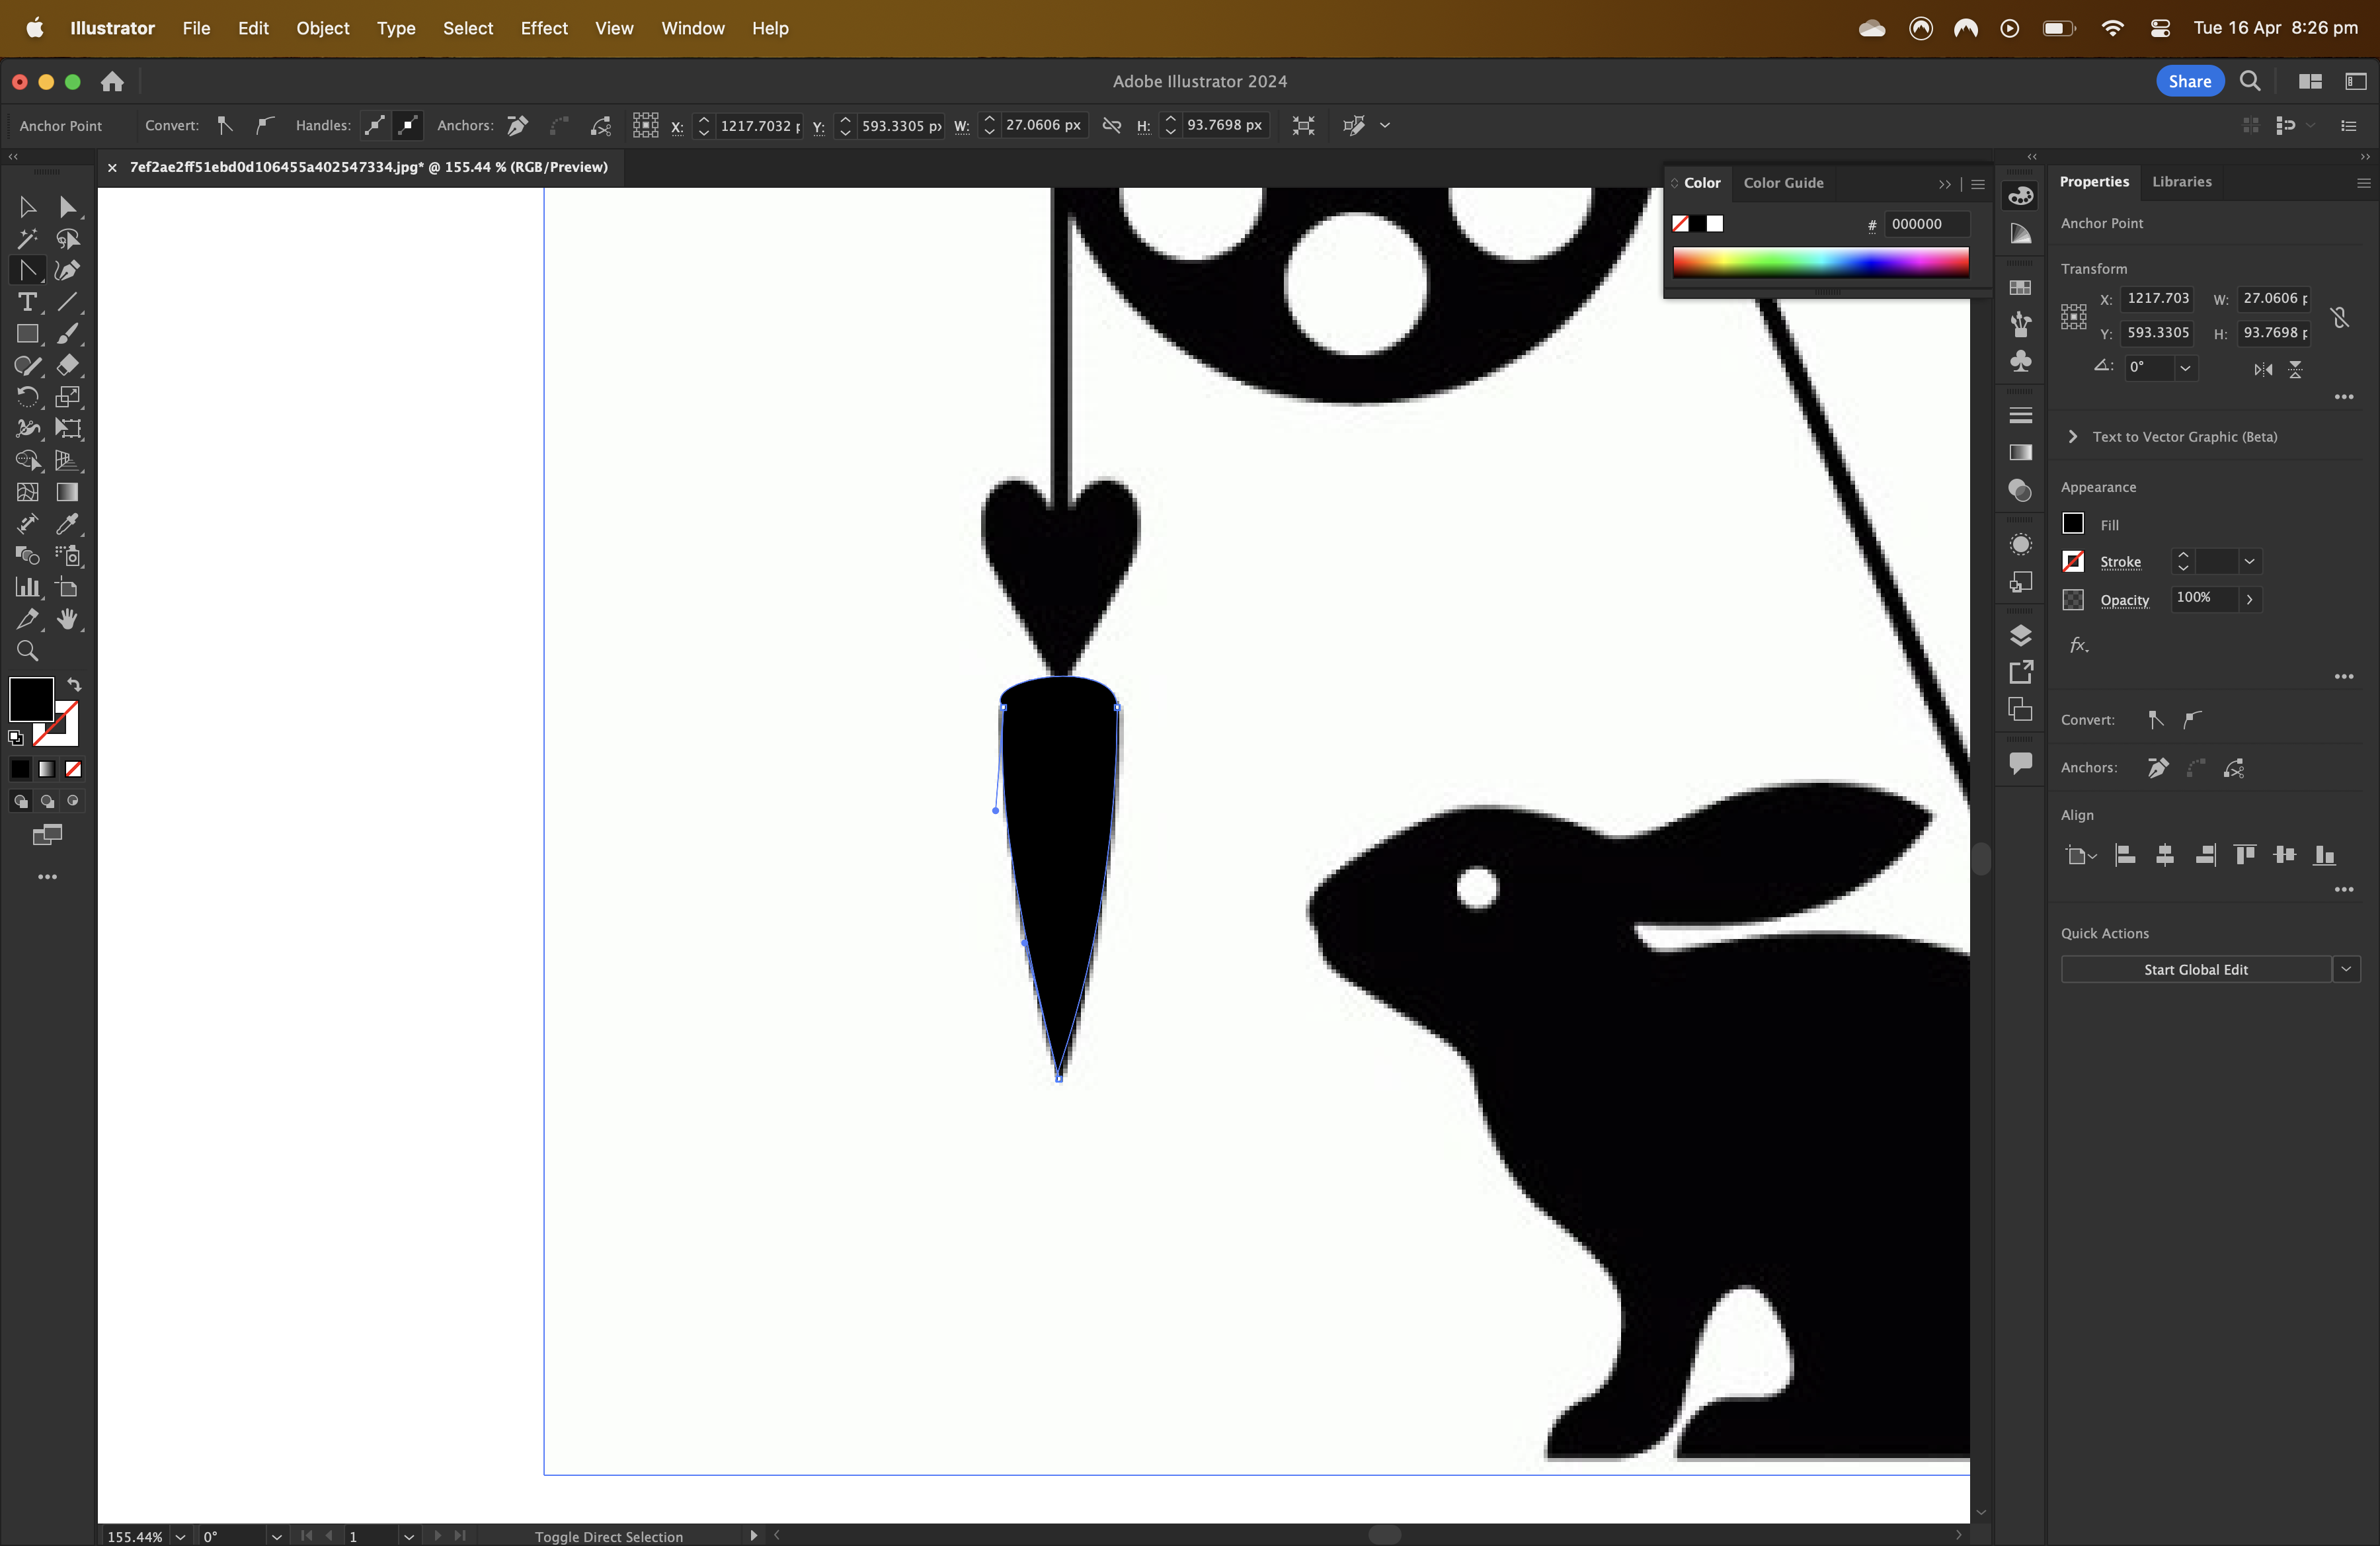 Illustrator File Edit Object Type Select Effect View Window Help Tue 16 Apr 8:26 pm
Adobe Illustrator 2024 Share
Anchor Point Convert: Handles: Anchors: X: 1217.7032 Y: 593.3305 px W: 27.0606 px H: 93.7698 px
7ef2ae2ff51ebd0d106455a402547334.jpg* @ 155.44 % (RGB/Preview)
Color Color Guide
# 000000
Properties Libraries
Anchor Point
Transform
X: 1217.703 W: 27.0606
Y: 593.3305 H: 93.7698
0°
Text to Vector Graphic (Beta)
Appearance
Fill
Stroke
Opacity 100%
fx.
Convert:
Anchors:
Align
Quick Actions
Start Global Edit
155.44% 0° 1 Toggle Direct Selection